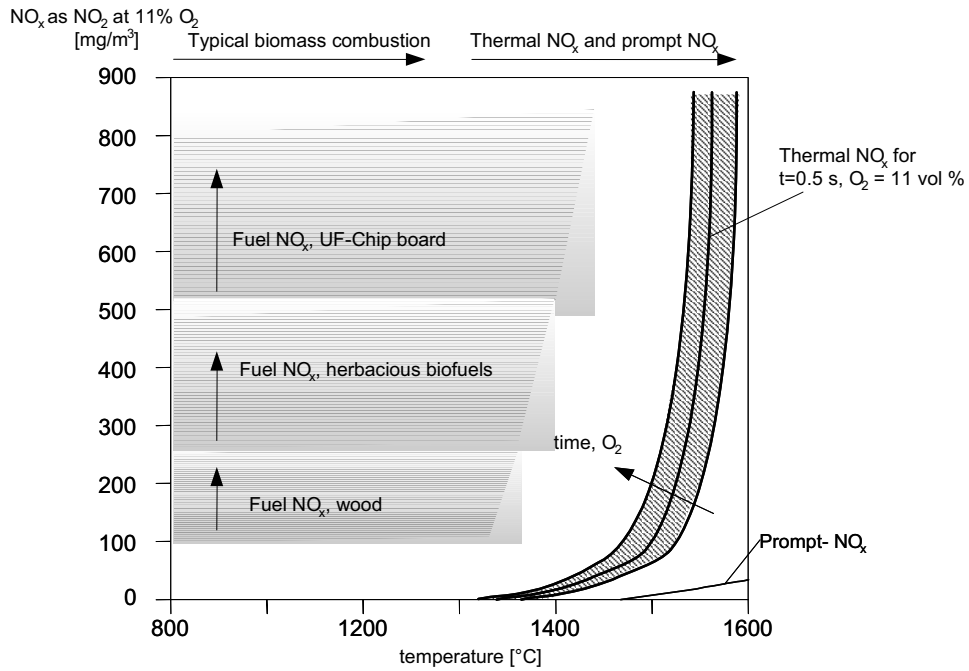 NOx as NO2 at 11% O2
[mg/m³]
Typical biomass combustion
Thermal NOx and prompt NOx
900
800
700
600
500
400
300
200
100
0
Thermal NOx for
t=0.5 s, O2 = 11 vol %
Fuel NOx, UF-Chip board
Fuel NOx, herbacious biofuels
time, O2
Fuel NOx, wood
Prompt- NOx
800
1200
1400
1600
temperature [°C]